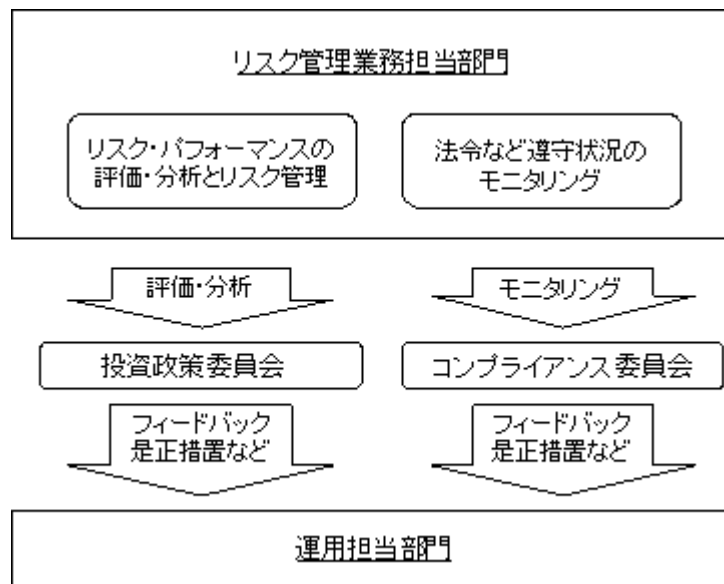 リスク管理業務担当部門
リスク・パフォーマンスの
評価・分析とリスク管理
法令など遵守状況の
モニタリング
評価・分析
モニタリング
投資政策委員会
コンプライアンス委員会
フィードバック
是正措置など
フィードバック
是正措置など
運用担当部門